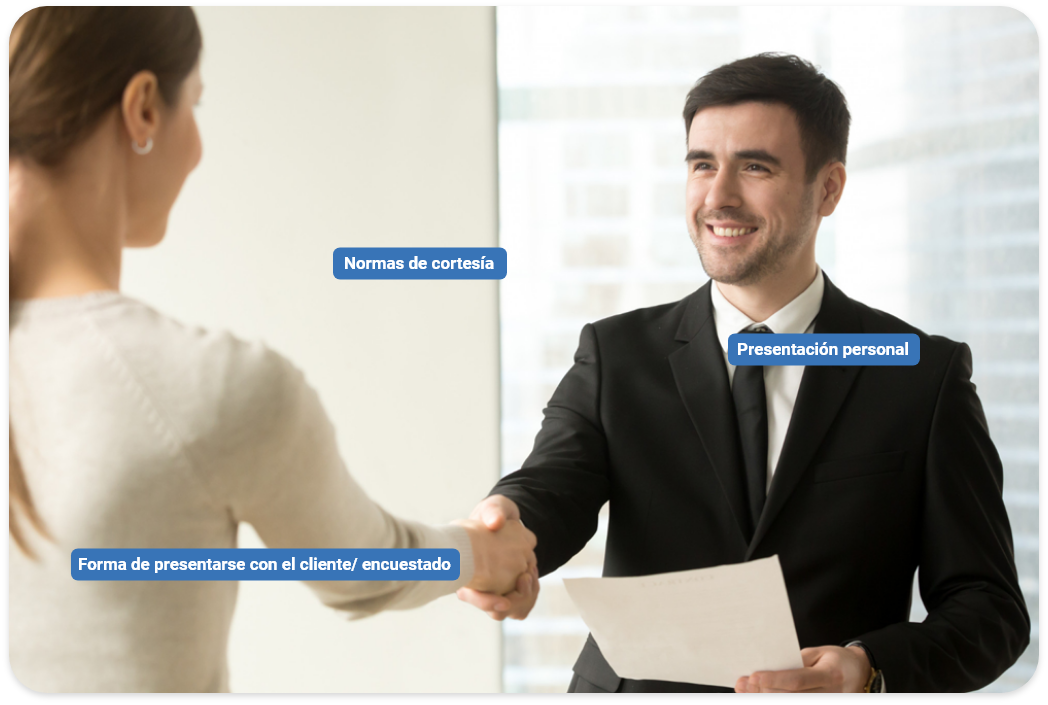 Normas de cortesía
Presentación personal
Forma de presentarse con el cliente/ encuestado